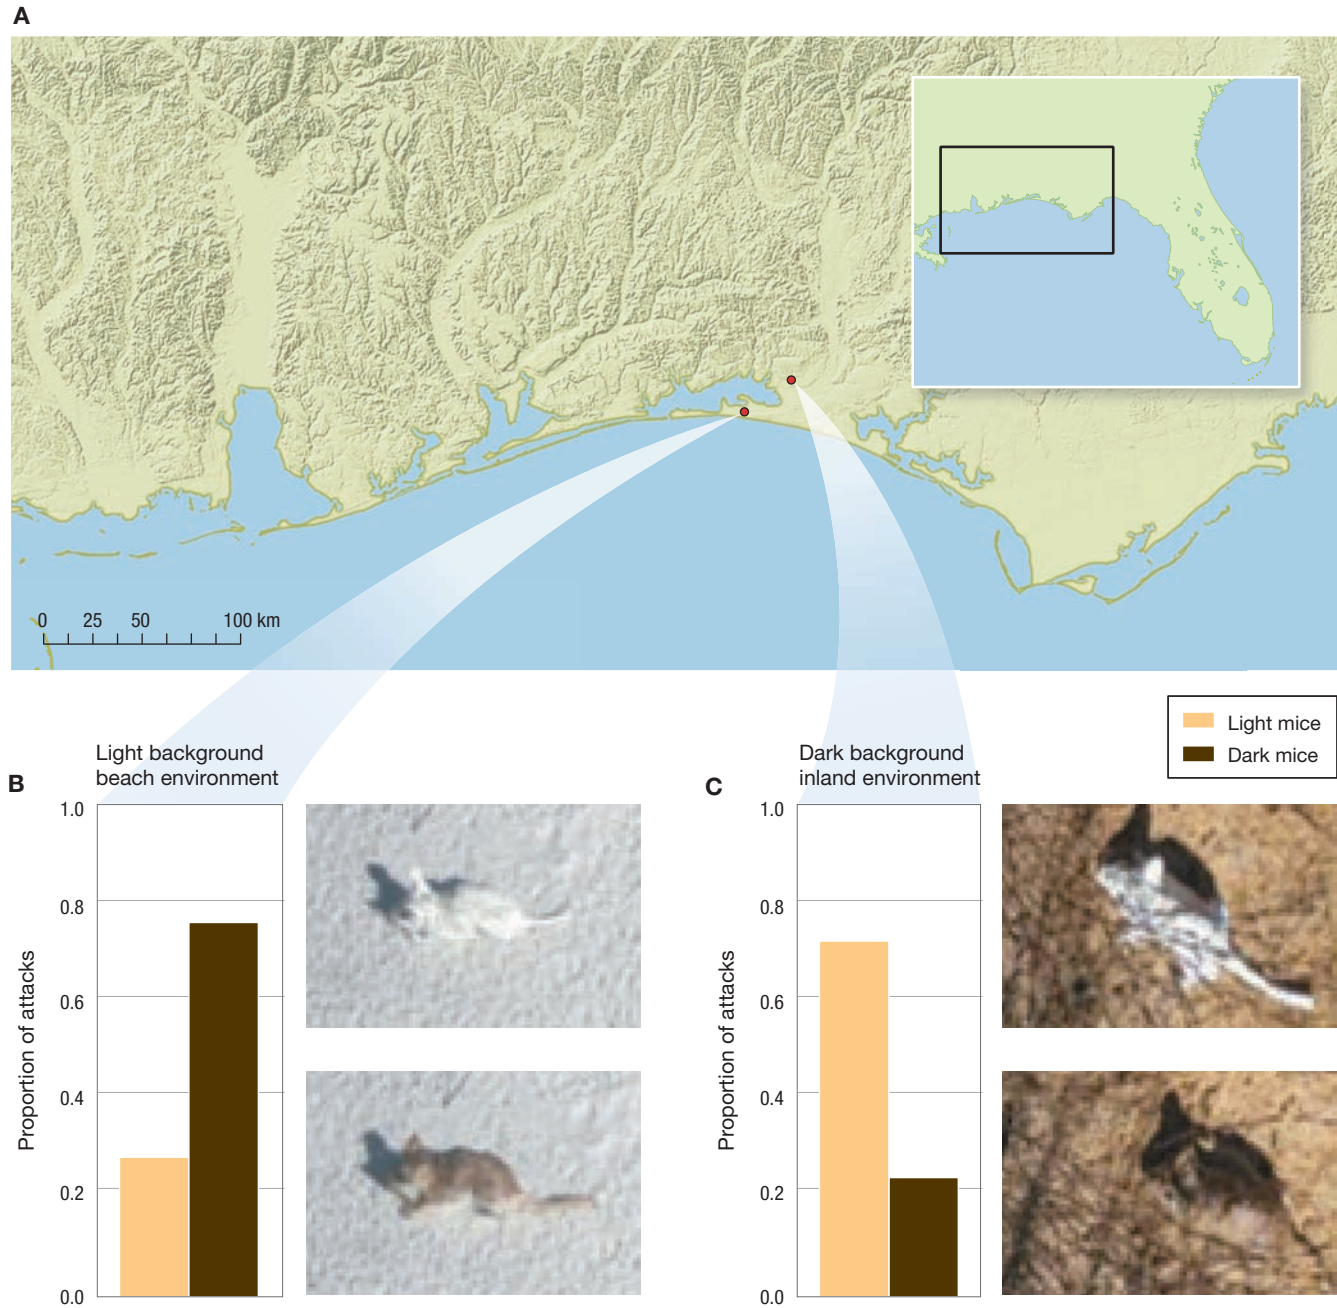 A
0 25 50 100 km
Light mice
Dark mice
Light background
beach environment
B
1.0
0.8
0.6
0.4
0.2
0.0
Proportion of attacks
Dark background
inland environment
C
1.0
0.8
0.6
0.4
0.2
0.0
Proportion of attacks